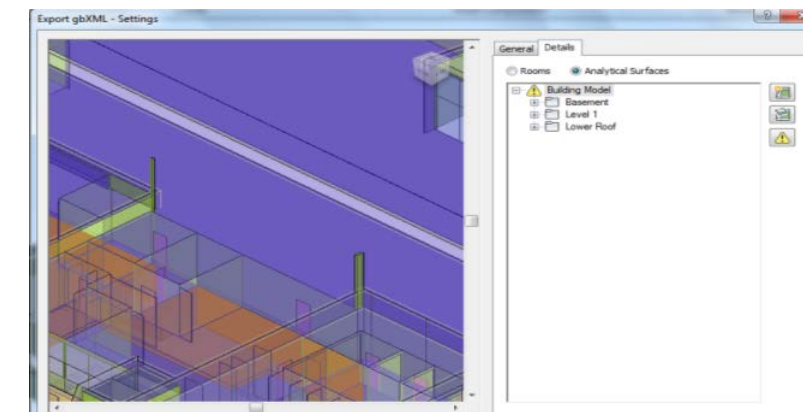 Export gbXML - Settings
General Details
Rooms Analytical Surfaces
Building Model
Basement
Level 1
Lower Roof